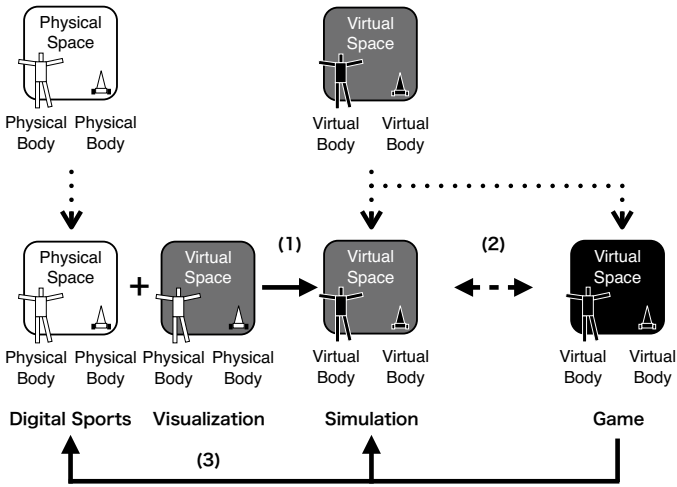 Physical Space
Virtual Space
Physical Body
Physical Body
Virtual Body
Virtual Body
(1)
(2)
Physical Space
+
Virtual Space
Virtual Space
Virtual Space
Physical Body
Physical Body
Physical Body
Physical Body
Virtual Body
Virtual Body
Virtual Body
Virtual Body
Digital Sports
Visualization
Simulation
Game
(3)